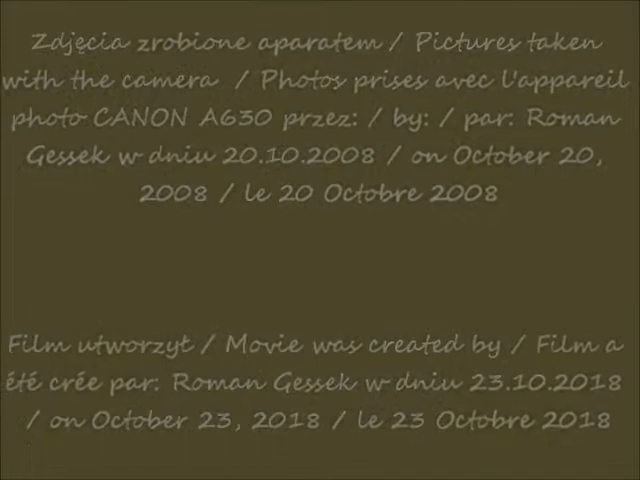 Zdjęcia zrobione aparatem / Pictures taken
with the camera / Photos prises avec l'appareil
photo CANON A630 przez: / by: / par: Roman
Gessek w dniu 20.10.2008 / on October 20,
2008 / le 20 Octobre 2008
Film utworzył / Movie was created by / Film a
été crée par: Roman Gessek w dniu 23.10.2018
/ on October 23, 2018 / le 23 Octobre 2018